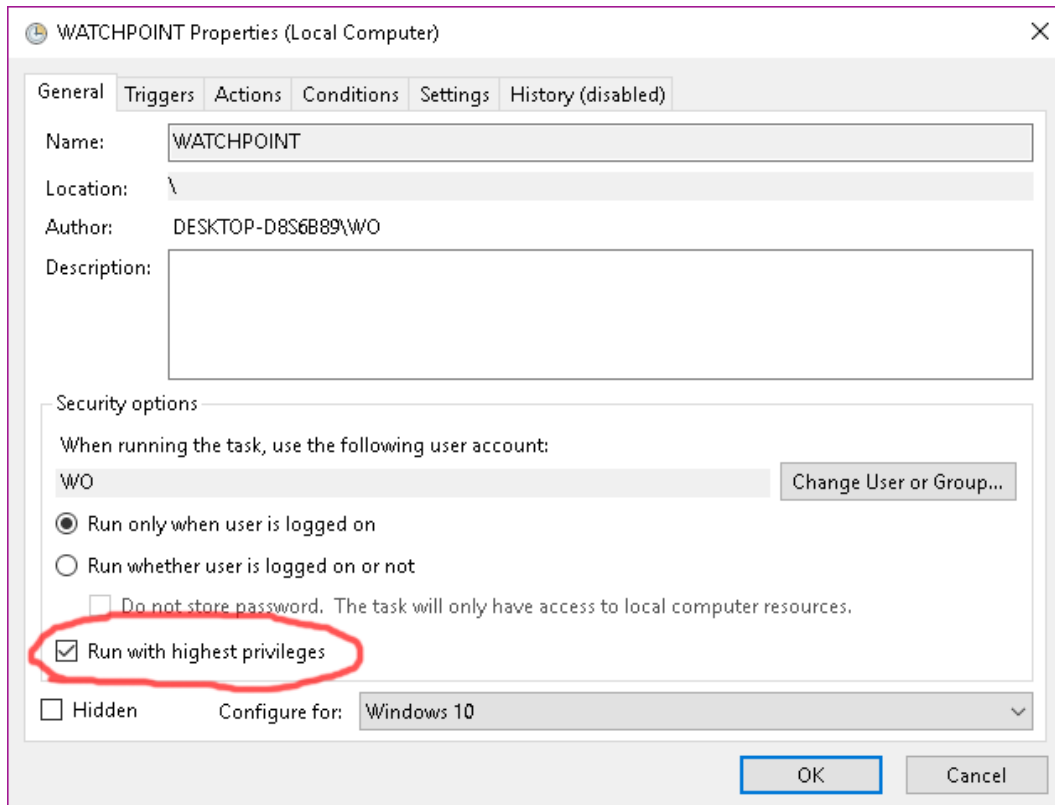 WATCHPOINT Properties (Local Computer)
General Triggers Actions Conditions Settings History (disabled)
Name: WATCHPOINT
Location: \
Author: DESKTOP-D8S6B89\WO
Description:
Security options
When running the task, use the following user account:
WO Change User or Group...
Run only when user is logged on
Run whether user is logged on or not
Do not store password. The task will only have access to local computer resources.
Run with highest privileges
Hidden Configure for: Windows 10
OK Cancel